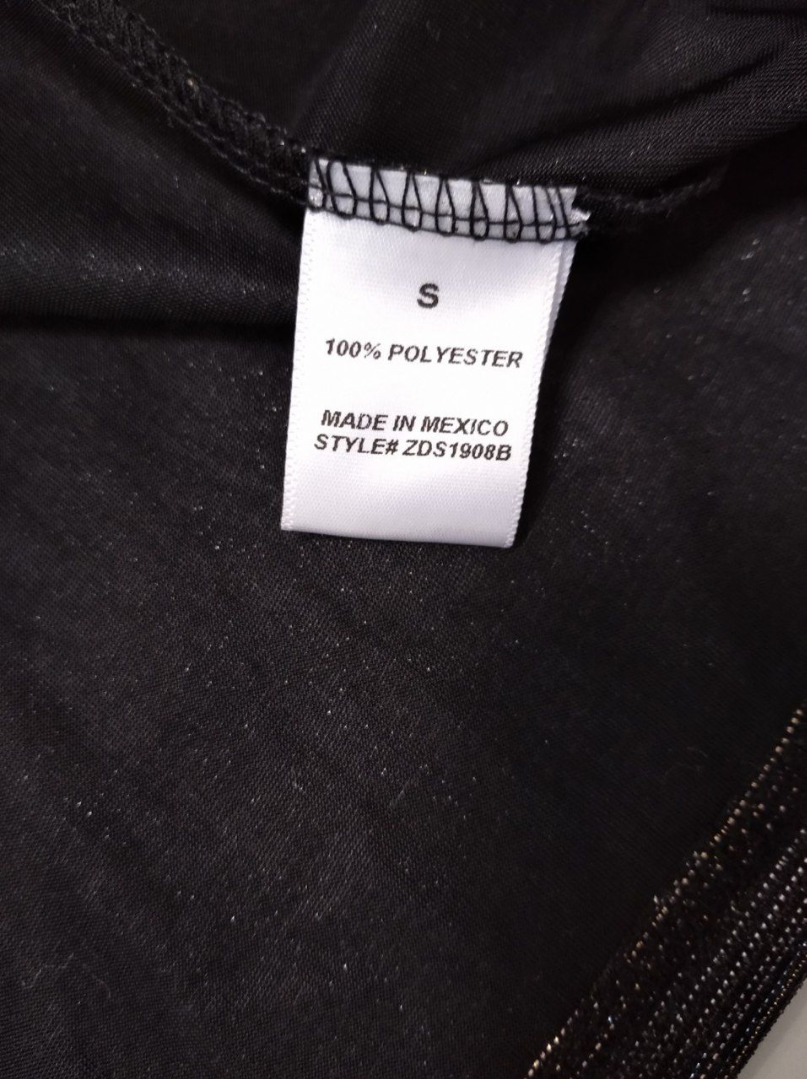 S
100% POLYESTER
MADE IN MEXICO
STYLE# ZDS1908B